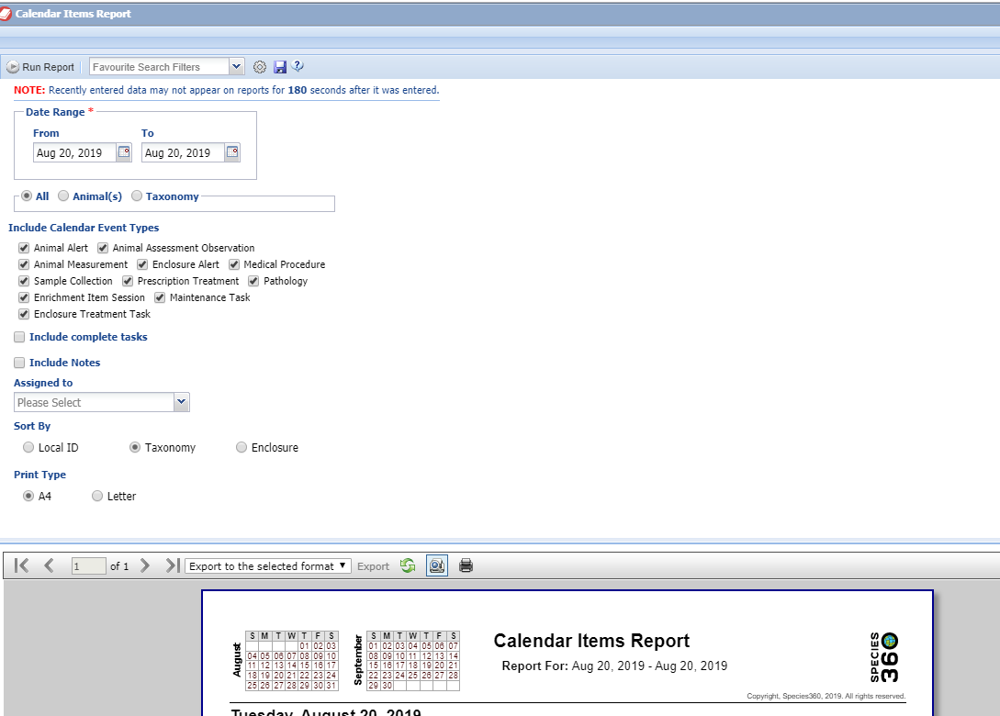 Calendar Items Report
Run Report Favourite Search Filters
NOTE: Recently entered data may not appear on reports for 180 seconds after it was entered.
Date Range *
From To
Aug 20, 2019 Aug 20, 2019
All Animal(s) Taxonomy
Include Calendar Event Types
Animal Alert Animal Assessment Observation
Animal Measurement Enclosure Alert Medical Procedure
Sample Collection Prescription Treatment Pathology
Enrichment Item Session Maintenance Task
Enclosure Treatment Task
Include complete tasks
Include Notes
Assigned to
Please Select
Sort By
Local ID Taxonomy Enclosure
Print Type
A4 Letter
1 of 1 Export to the selected format Export
August
S M T W T F S
01 02 03
04 05 06 07 08 09 10
11 12 13 14 15 16 17
18 19 20 21 22 23 24
25 26 27 28 29 30 31
September
S M T W T F S
01 02 03 04 05 06 07
08 09 10 11 12 13 14
15 16 17 18 19 20 21
22 23 24 25 26 27 28
29 30
Calendar Items Report
Report For: Aug 20, 2019 - Aug 20, 2019
SPECIES
360
Copyright, Species360, 2019. All rights reserved.
Tuesday, August 20, 2019